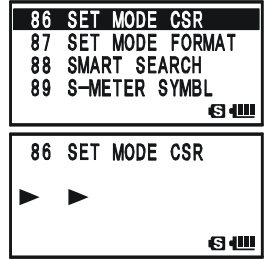 86 SET MODE CSR
87 SET MODE FORMAT
88 SMART SEARCH
89 S-METER SYMBL
S
86 SET MODE CSR
S